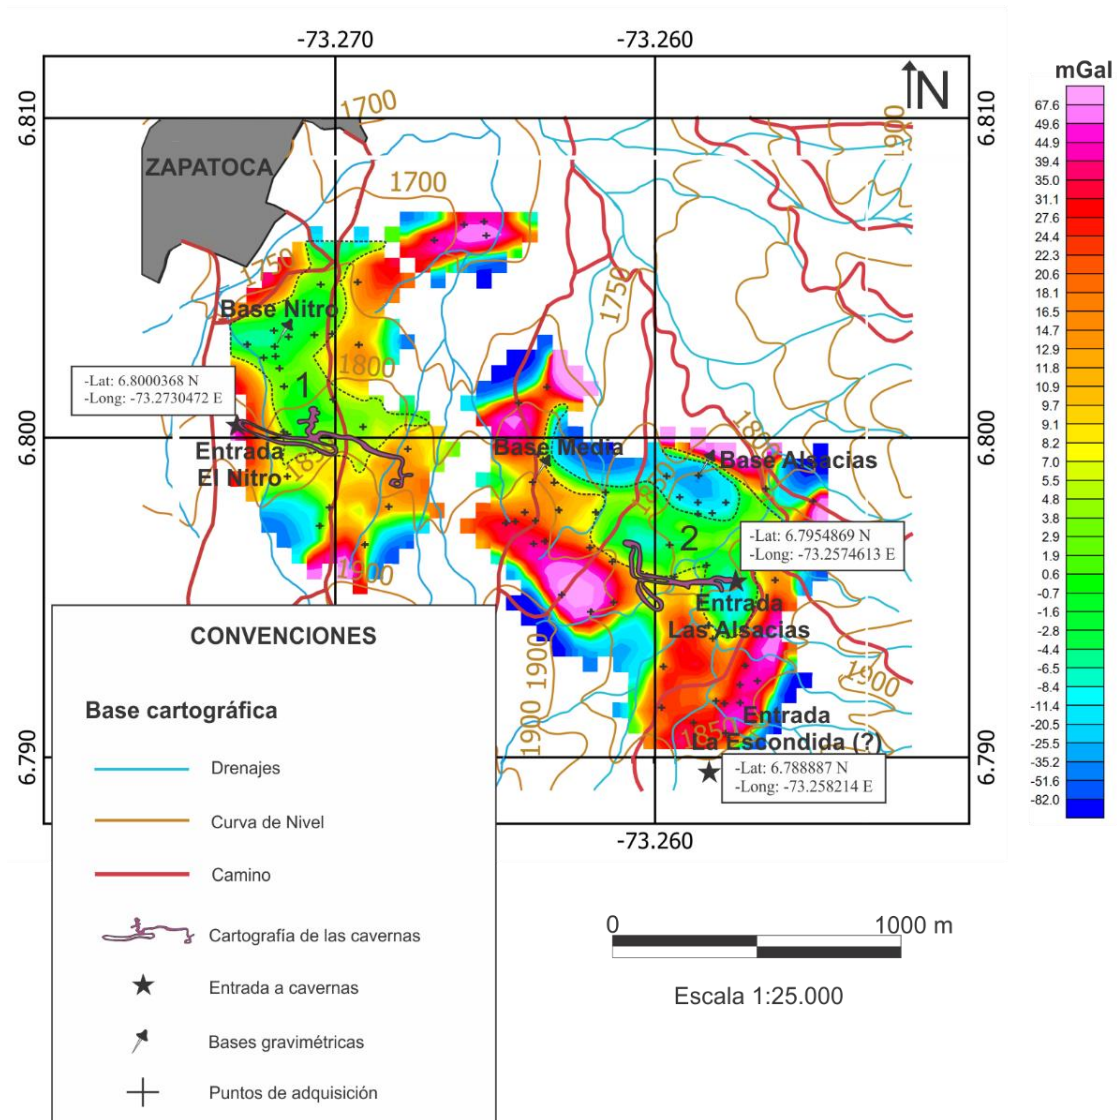 -73.270
-73.260
mGal
N
6.810
6.810
1700
1900
ZAPATOCA
1700
1750
1750
Base Nitro
1800
1
-Lat: 6.8000368 N
-Long: -73.2730472 E
6.800
6.800
Entrada
El Nitro
1850
Base Media
1800
Base Alsacias
1850
2
-Lat: 6.7954869 N
-Long: -73.2574613 E
1900
Entrada
Las Alsacias
1900
1900
1900
Entrada
La Escondida (?)
1850
6.790
6.790
-Lat: 6.788887 N
-Long: -73.258214 E
-73.260
67.6
49.6
44.9
39.4
35.0
31.1
27.6
24.4
22.3
20.6
18.1
16.5
14.7
12.9
11.8
10.9
9.7
9.1
8.2
7.0
5.5
4.8
3.8
2.9
1.9
0.6
-0.7
-1.6
-2.8
-4.4
-6.5
-8.4
-11.4
-20.5
-25.5
-35.2
-51.6
-82.0
CONVENCIONES
Base cartográfica
Drenajes
Curva de Nivel
Camino
Cartografía de las cavernas
Entrada a cavernas
Bases gravimétricas
Puntos de adquisición
0 1000 m
Escala 1:25.000